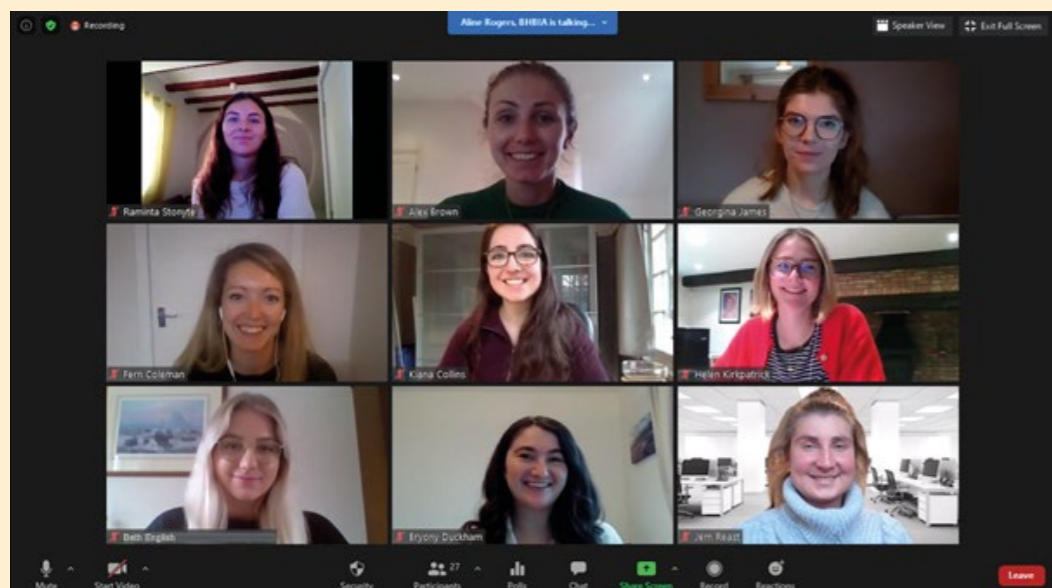 Recording
Aline Rogers, BHBIA is talking...
Speaker View
Exit Full Screen
Raminta Stonyte
Alex Brown
Georgina James
Fern Coleman
Kiana Collins
Helen Kirkpatrick
Beth English
Bryony Duckham
Jem Reast
Mute
Start Video
Security
Participants
27
Polls
Chat
Share Screen
Record
Reactions
Leave